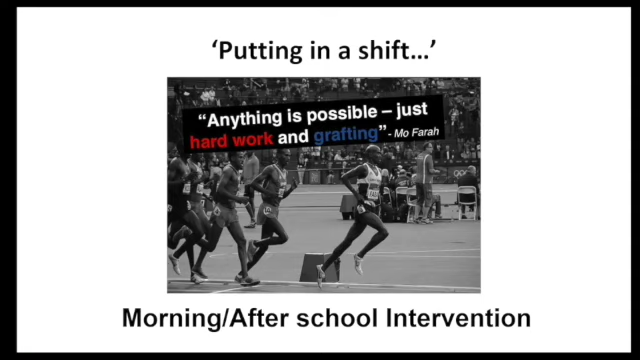 ‘Putting in a shift…’
“Anything is possible – just
hard work and grafting” - Mo Farah
Morning/After school Intervention